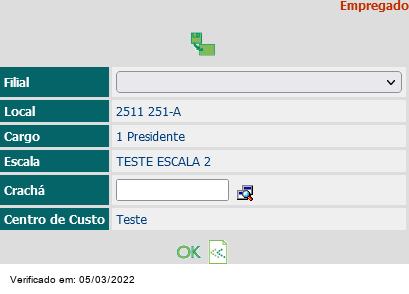 Empregado
Filial
Local 2511 251-A
Cargo 1 Presidente
Escala TESTE ESCALA 2
Crachá
Centro de Custo Teste
OK
Verificado em: 05/03/2022